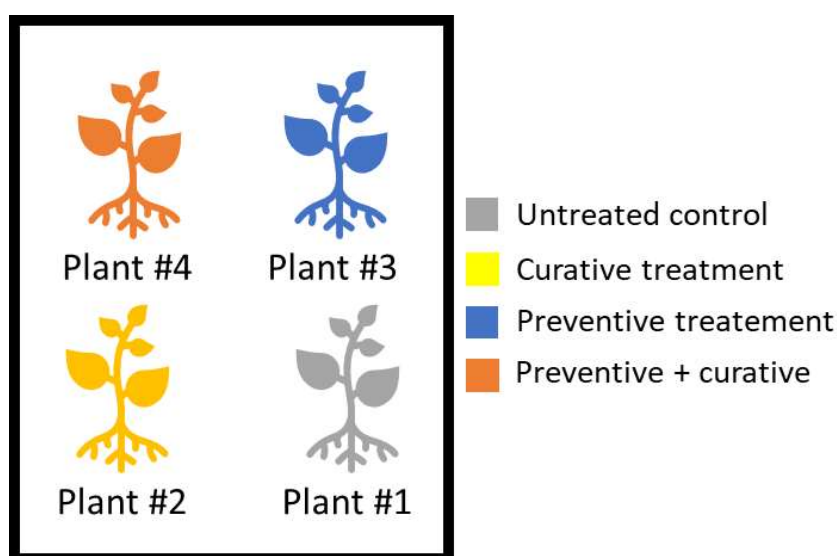 Plant #4
Plant #3
Plant #2
Plant #1
Untreated control
Curative treatment
Preventive treatement
Preventive + curative